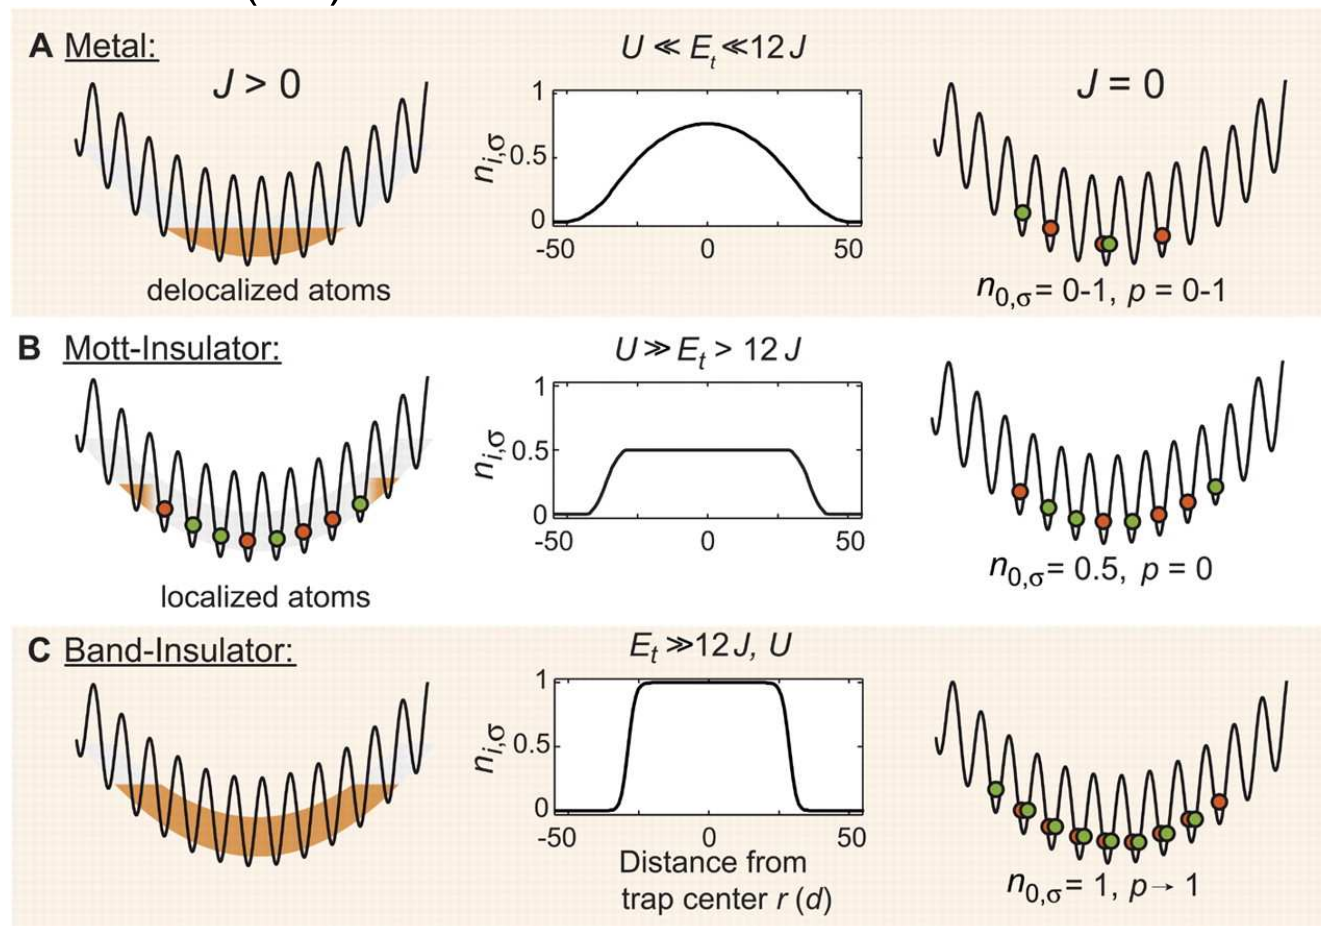 A Metal:
U ≪ E_t ≪ 12 J
J > 0
J = 0
n_i,σ
1
0.5
0
-50 0 50
delocalized atoms
n_0,σ = 0-1, p = 0-1
B Mott-Insulator:
U ≫ E_t > 12 J
n_i,σ
1
0.5
0
-50 0 50
localized atoms
n_0,σ = 0.5, p = 0
C Band-Insulator:
E_t ≫ 12 J, U
n_i,σ
1
0.5
0
-50 0 50
Distance from
trap center r (d)
n_0,σ = 1, p → 1